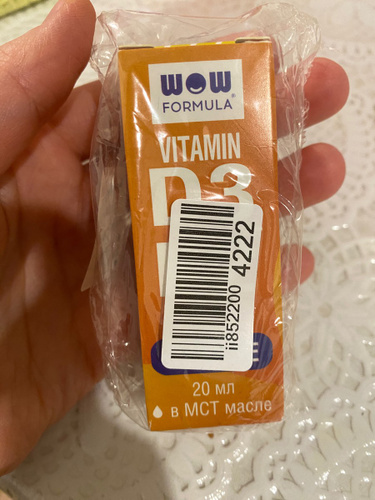 WOW
FORMULA®
VITAMIN
D3
ii852200 4222
20 мл
в МСТ масле